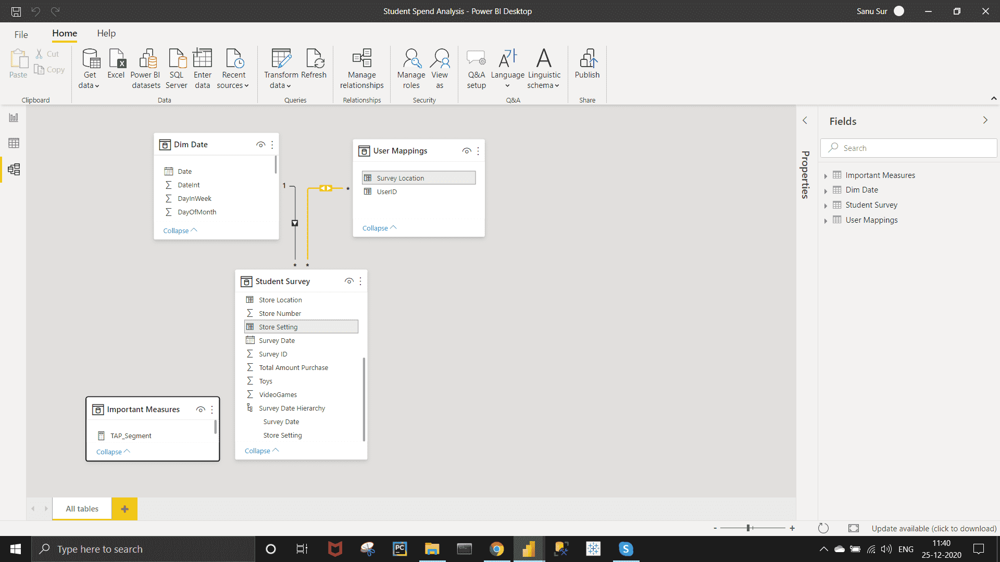 Student Spend Analysis - Power BI Desktop
Sanu Sur
File
Home
Help
Paste
Cut
Copy
Clipboard
Get data
Excel
Power BI datasets
SQL Server
Enter data
Recent sources
Data
Transform data
Refresh
Queries
Manage relationships
Relationships
Manage roles
View as
Security
Q&A setup
Language
Linguistic schema
Q&A
Publish
Share
Dim Date
Date
DateInt
DayInWeek
DayOfMonth
Collapse
User Mappings
Survey Location
UserID
Collapse
1
*
*
*
Student Survey
Store Location
Store Number
Store Setting
Survey Date
Survey ID
Total Amount Purchase
Toys
VideoGames
Survey Date Hierarchy
Survey Date
Store Setting
Collapse
Important Measures
TAP_Segment
Collapse
Properties
Fields
Search
Important Measures
Dim Date
Student Survey
User Mappings
All tables
+
- +
Update available (click to download)
Type here to search
PC
ENG
11:40
25-12-2020